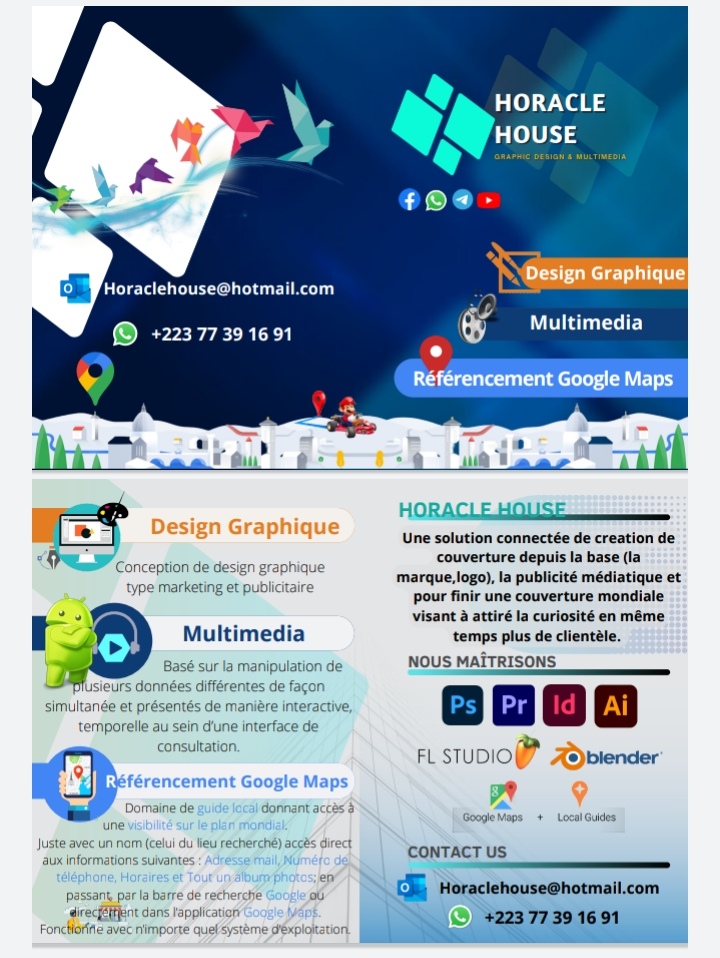 HORACLE
HOUSE
GRAPHIC DESIGN & MULTIMEDIA
Horaclehouse@hotmail.com
+223 77 39 16 91
Design Graphique
Multimedia
Référencement Google Maps
Design Graphique
Conception de design graphique
type marketing et publicitaire
Multimedia
Basé sur la manipulation de
plusieurs données différentes de façon
simultanée et présentés de manière interactive,
temporelle au sein d'une interface de
consultation.
Référencement Google Maps
Domaine de guide local donnant accès à
une visibilité sur le plan mondial.
Juste avec un nom (celui du lieu recherché) accès direct
aux informations suivantes : Adresse mail, Numéro de
téléphone, Horaires et Tout un album photos; en
passant, par la barre de recherche Google ou
directement dans l'application Google Maps.
Fonctionne avec n'importe quel système d'exploitation.
HORACLE HOUSE
Une solution connectée de creation de
couverture depuis la base (la
marque,logo), la publicité médiatique et
pour finir une couverture mondiale
visant à attiré la curiosité en même
temps plus de clientèle.
NOUS MAÎTRISONS
Ps Pr Id Ai
FL STUDIO blender
Google Maps + Local Guides
CONTACT US
Horaclehouse@hotmail.com
+223 77 39 16 91